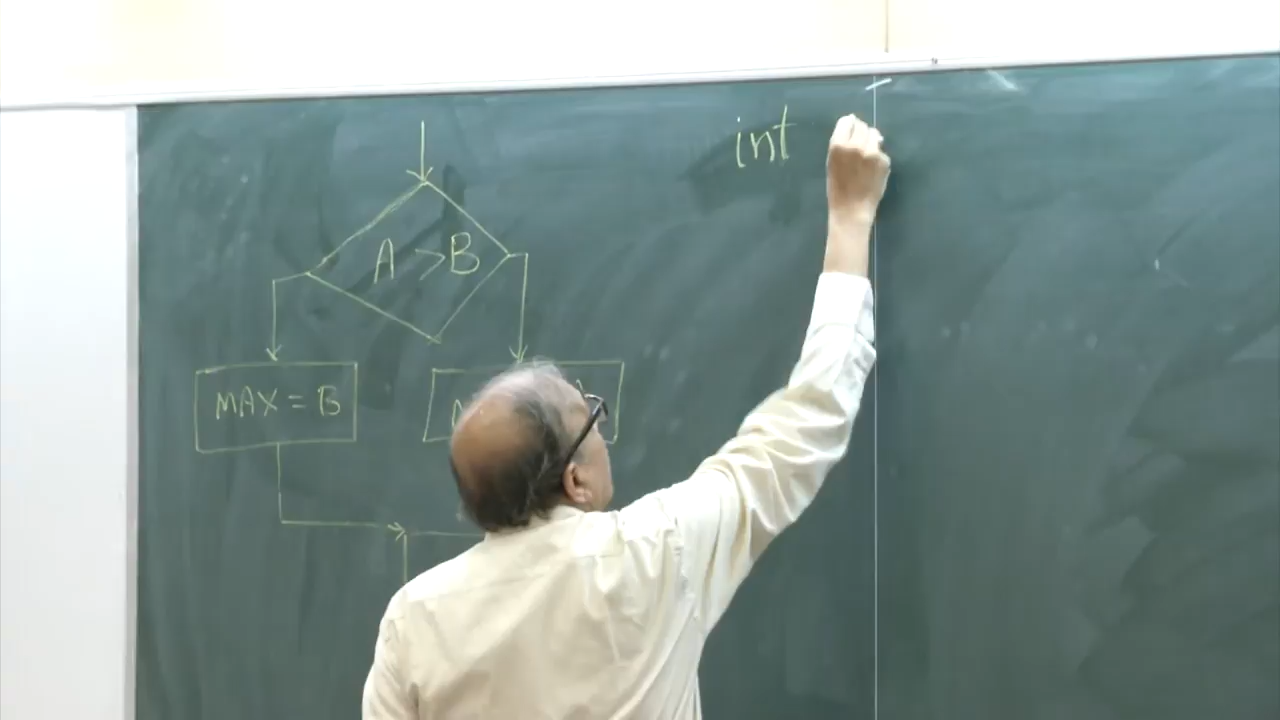 int
A > B
MAX = B